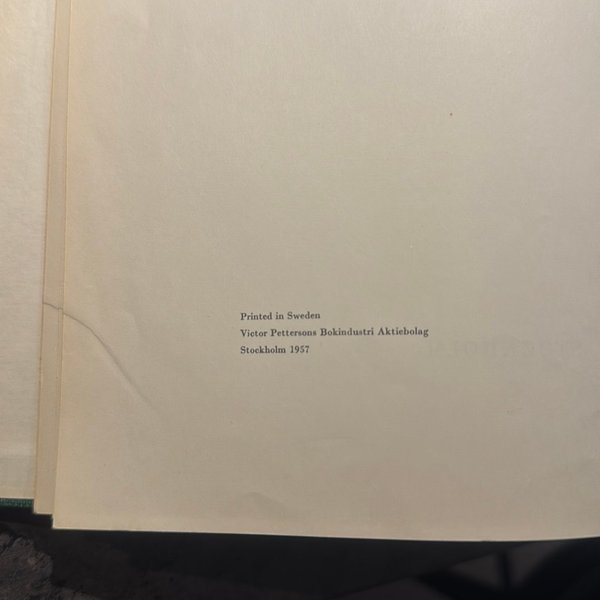 Printed in Sweden
Victor Pettersons Bokindustri Aktiebolag
Stockholm 1957